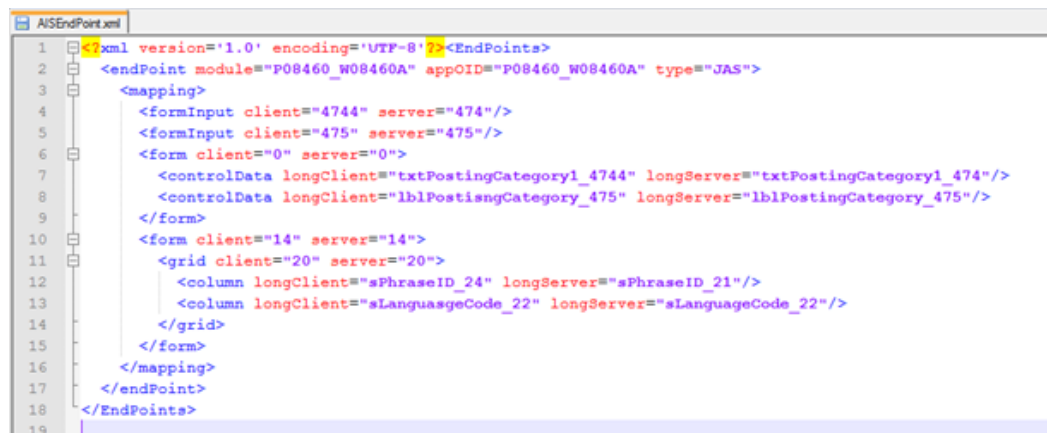 AISEndPoint.xml
1 <?xml version='1.0' encoding='UTF-8'?><EndPoints>
2 <endPoint module="P08460_W08460A" appOID="P08460_W08460A" type="JAS">
3 <mapping>
4 <formInput client="4744" server="474"/>
5 <formInput client="475" server="475"/>
6 <form client="0" server="0">
7 <controlData longClient="txtPostingCategory1_4744" longServer="txtPostingCategory1_474"/>
8 <controlData longClient="lblPostisngCategory_475" longServer="lblPostingCategory_475"/>
9 </form>
10 <form client="14" server="14">
11 <grid client="20" server="20">
12 <column longClient="sPhraseID_24" longServer="sPhraseID_21"/>
13 <column longClient="sLanguasgeCode_22" longServer="sLanguageCode_22"/>
14 </grid>
15 </form>
16 </mapping>
17 </endPoint>
18 </EndPoints>
19